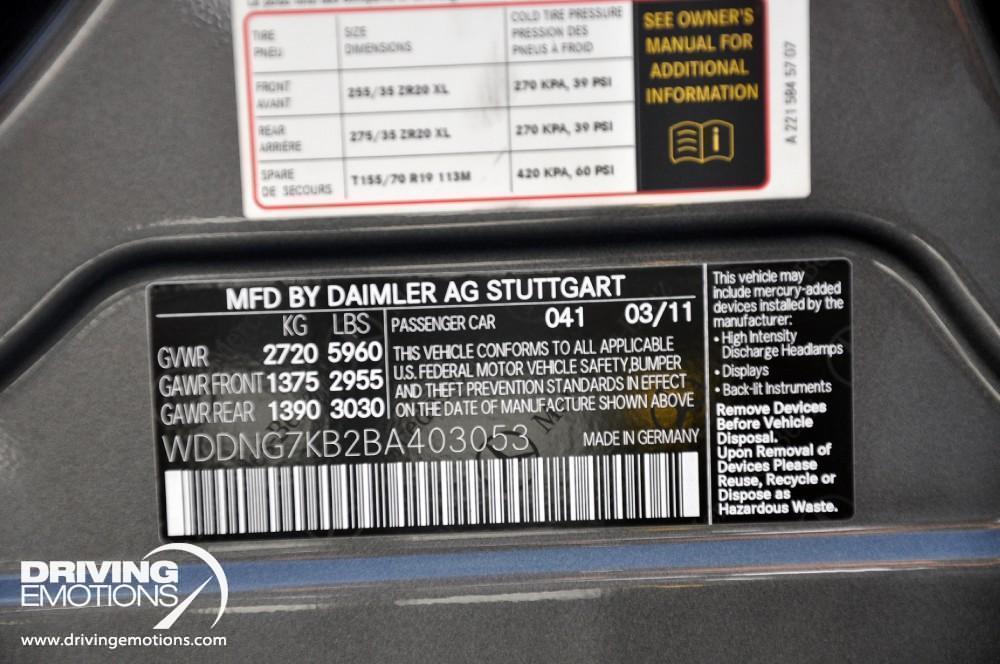 TIRE
PNEU
SIZE
DIMENSIONS
COLD TIRE PRESSURE
PRESSION DES
PNEUS À FROID
FRONT
AVANT
255/35 ZR20 XL
270 KPA, 39 PSI
REAR
ARRIÈRE
275/35 ZR20 XL
270 KPA, 39 PSI
SPARE
DE SECOURS
T155/70 R19 113M
420 KPA, 60 PSI
SEE OWNER'S
MANUAL FOR
ADDITIONAL
INFORMATION
A 221 584 57 07
MFD BY DAIMLER AG STUTTGART
KG LBS
GVWR 2720 5960
GAWR FRONT 1375 2955
GAWR REAR 1390 3030
PASSENGER CAR 041 03/11
THIS VEHICLE CONFORMS TO ALL APPLICABLE
U.S. FEDERAL MOTOR VEHICLE SAFETY,BUMPER
AND THEFT PREVENTION STANDARDS IN EFFECT
ON THE DATE OF MANUFACTURE SHOWN ABOVE
WDDNG7KB2BA403053
MADE IN GERMANY
This vehicle may
include mercury-added
devices installed by the
manufacturer:
• High Intensity
Discharge Headlamps
• Displays
• Back-lit Instruments
Remove Devices
Before Vehicle
Disposal.
Upon Removal of
Devices Please
Reuse, Recycle or
Dispose as
Hazardous Waste.
DRIVING
EMOTIONS
www.drivingemotions.com